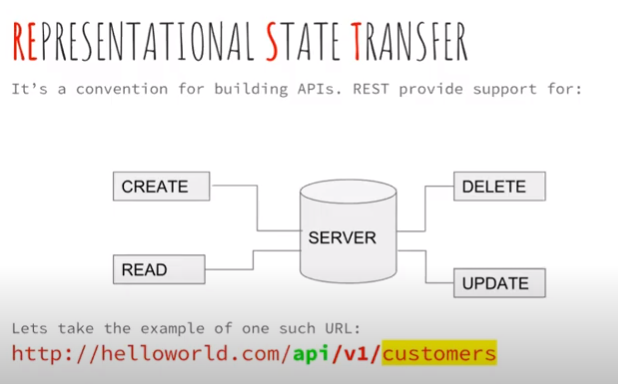 REPRESENTATIONAL STATE TRANSFER
It's a convention for building APIs. REST provide support for:
CREATE
DELETE
SERVER
READ
UPDATE
Lets take the example of one such URL:
http://helloworld.com/api/v1/customers